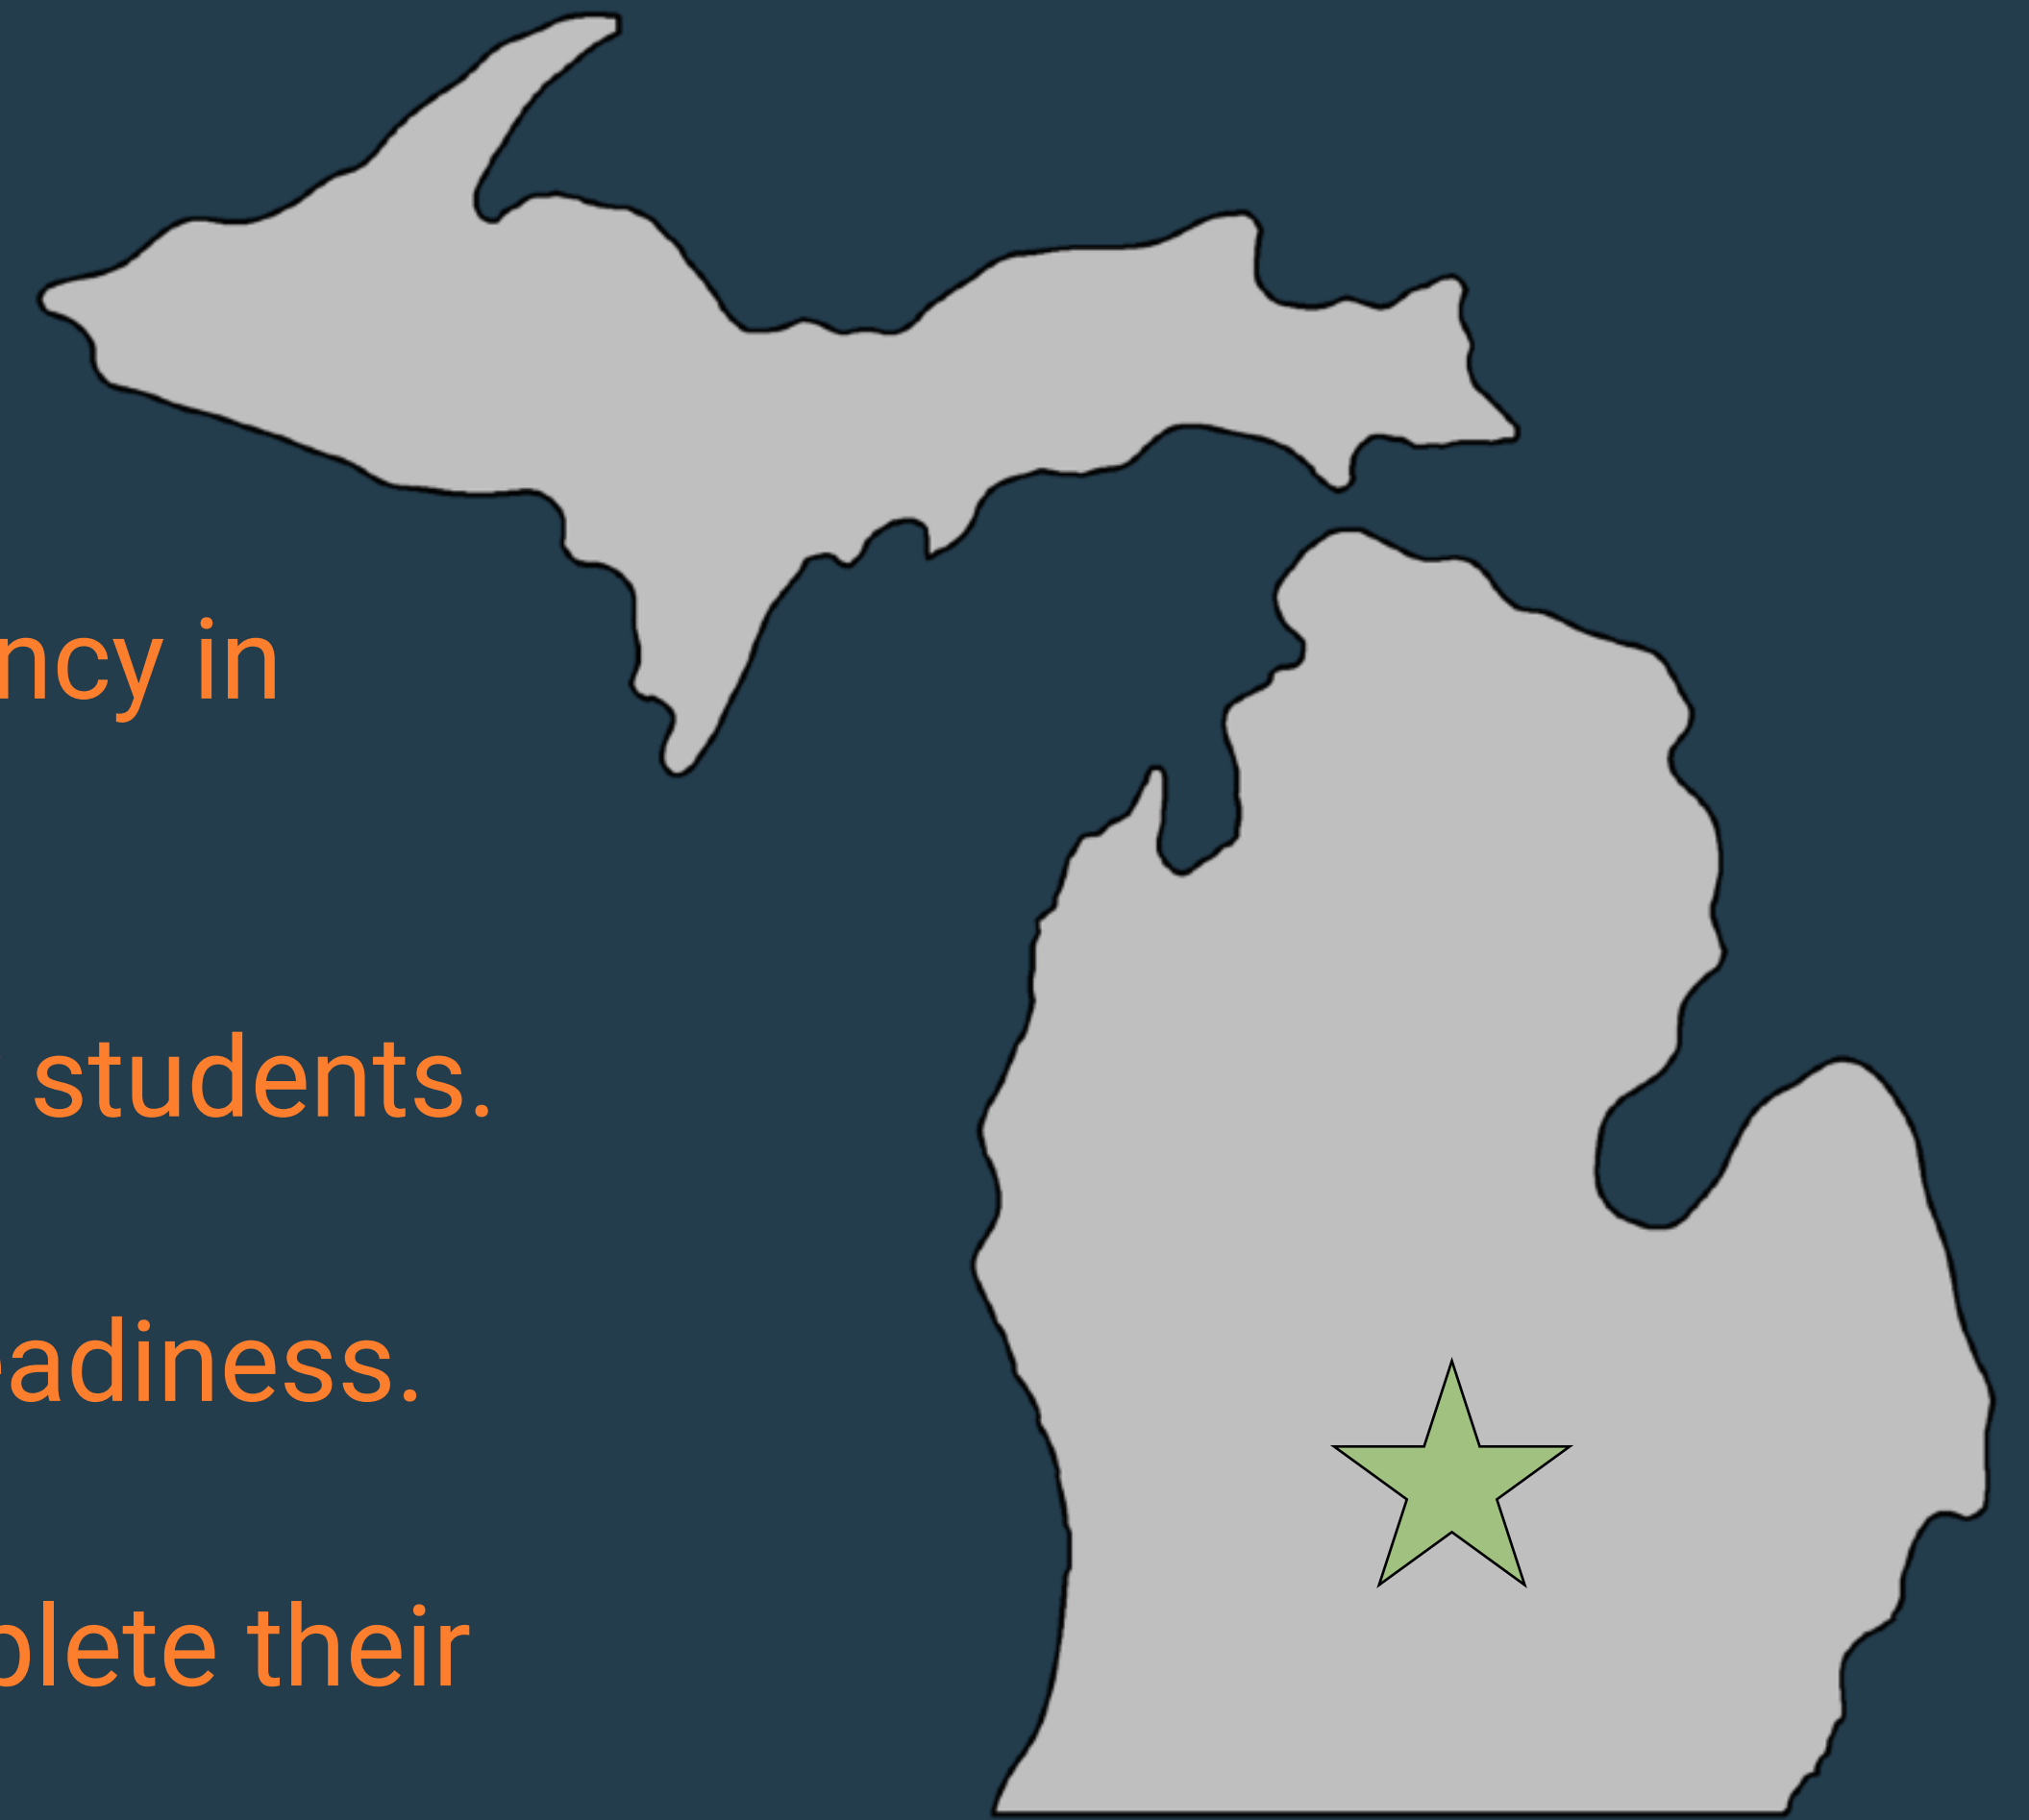 ncy in
students.
adiness.
plete their